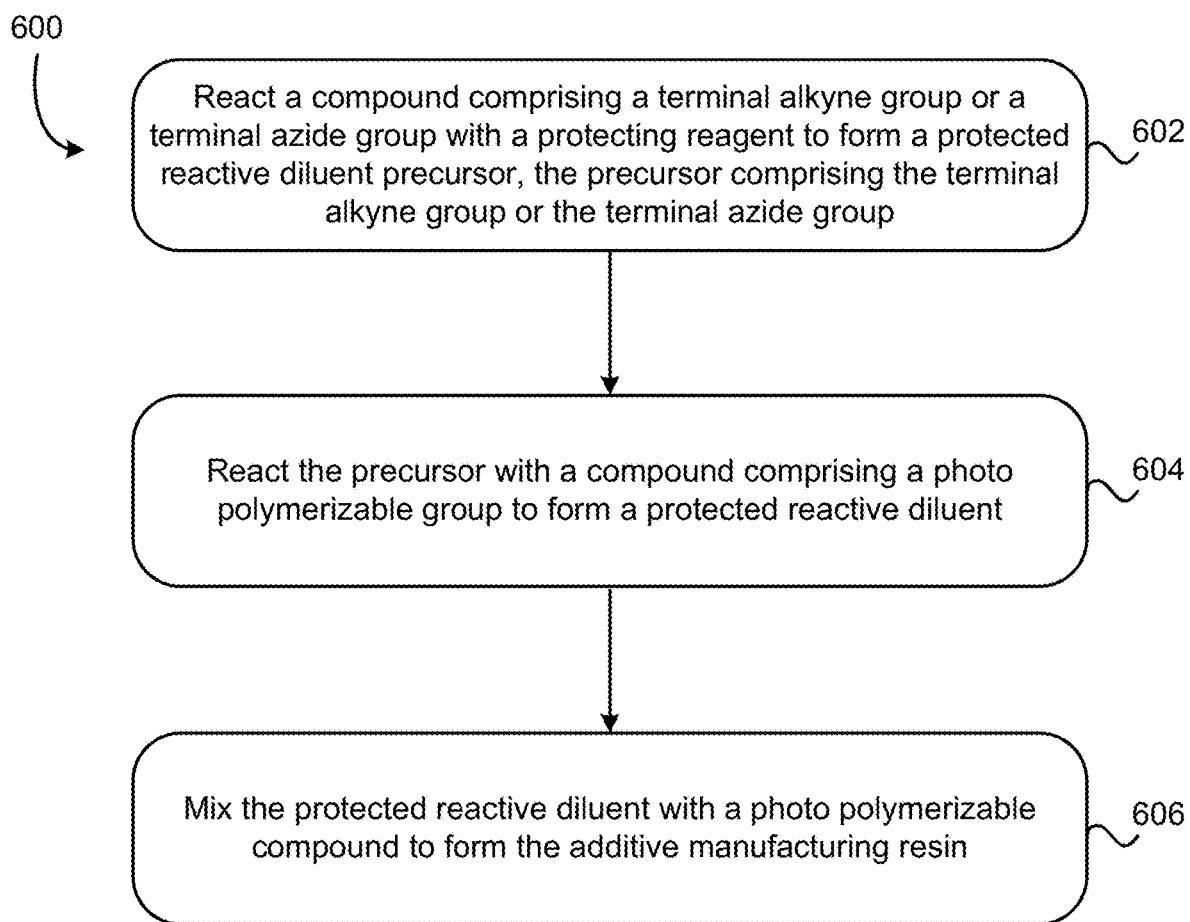 600
React a compound comprising a terminal alkyne group or a
terminal azide group with a protecting reagent to form a protected
reactive diluent precursor, the precursor comprising the terminal
alkyne group or the terminal azide group
602
React the precursor with a compound comprising a photo
polymerizable group to form a protected reactive diluent
604
Mix the protected reactive diluent with a photo polymerizable
compound to form the additive manufacturing resin
606